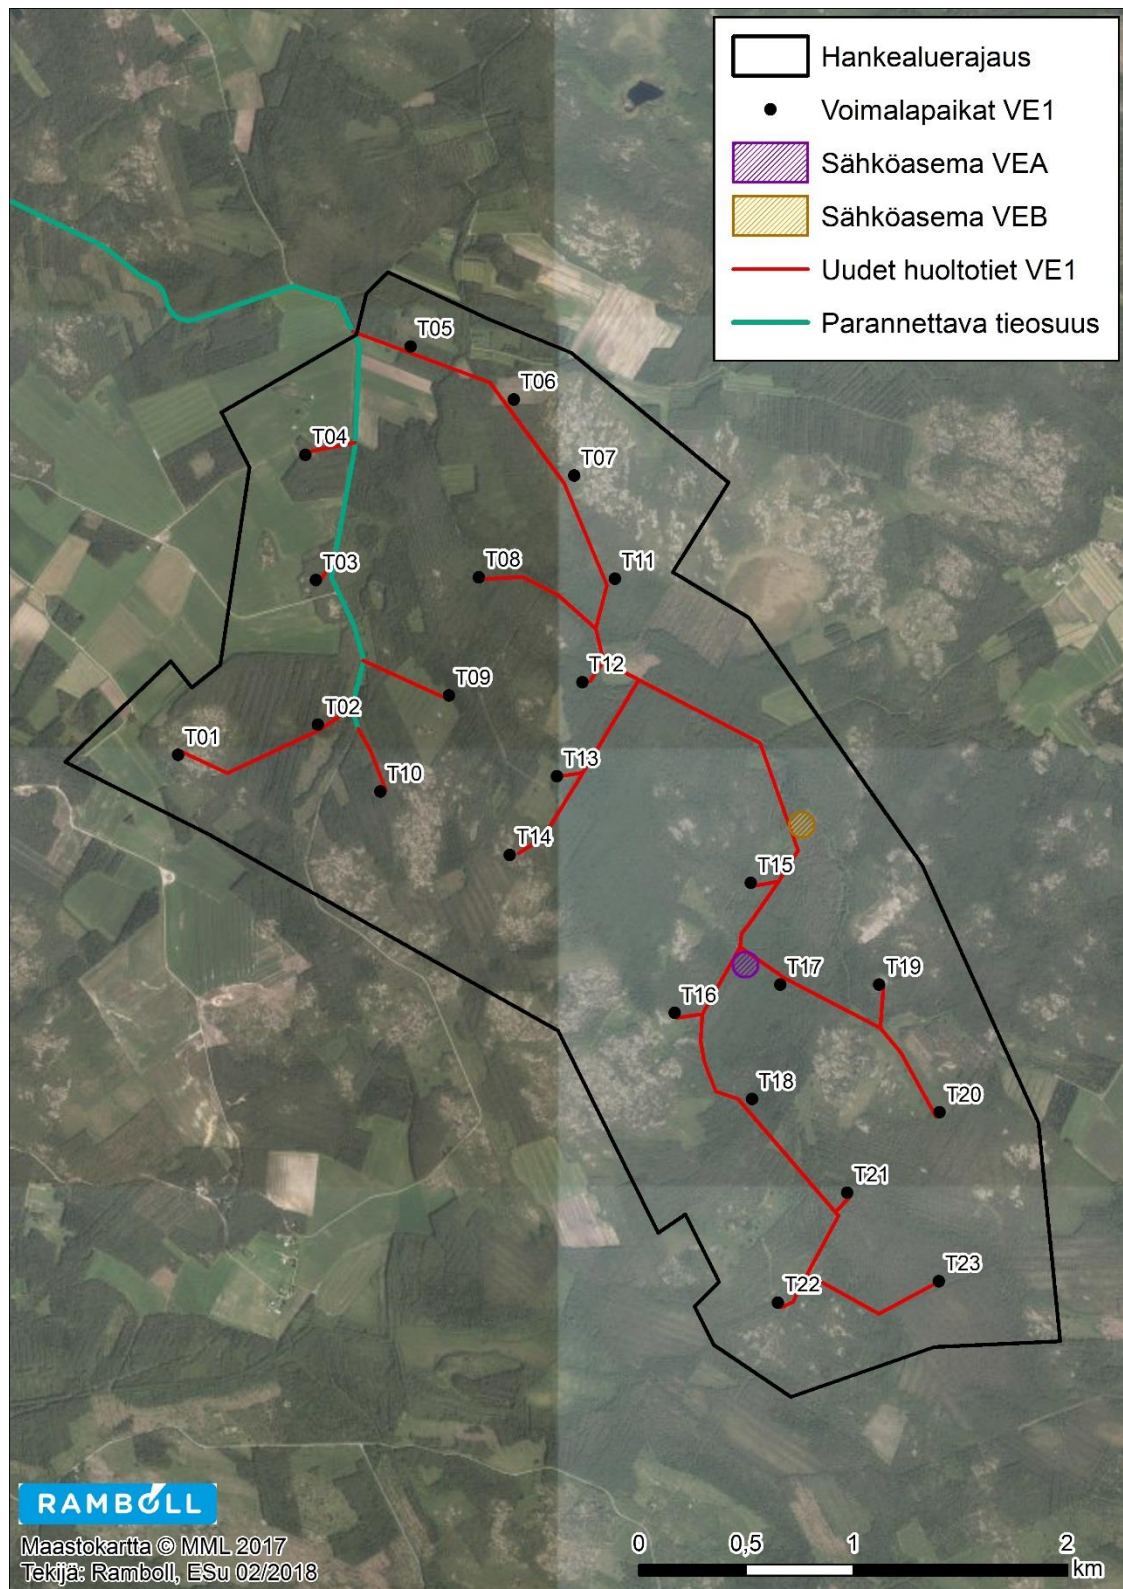 Hankealuerajaus
Voimalapaikat VE1
Sähköasema VEA
Sähköasema VEB
Uudet huoltotiet VE1
Parannettava tieosuus
T05
T06
T04
T07
T03
T08
T11
T12
T09
T02
T01
T13
T10
T14
T15
T17
T19
T16
T18
T20
T21
T23
T22
RAMBOLL
Maastokartta © MML 2017
Tekijä: Ramboll, ESu 02/2018
0 0,5 1 2
km